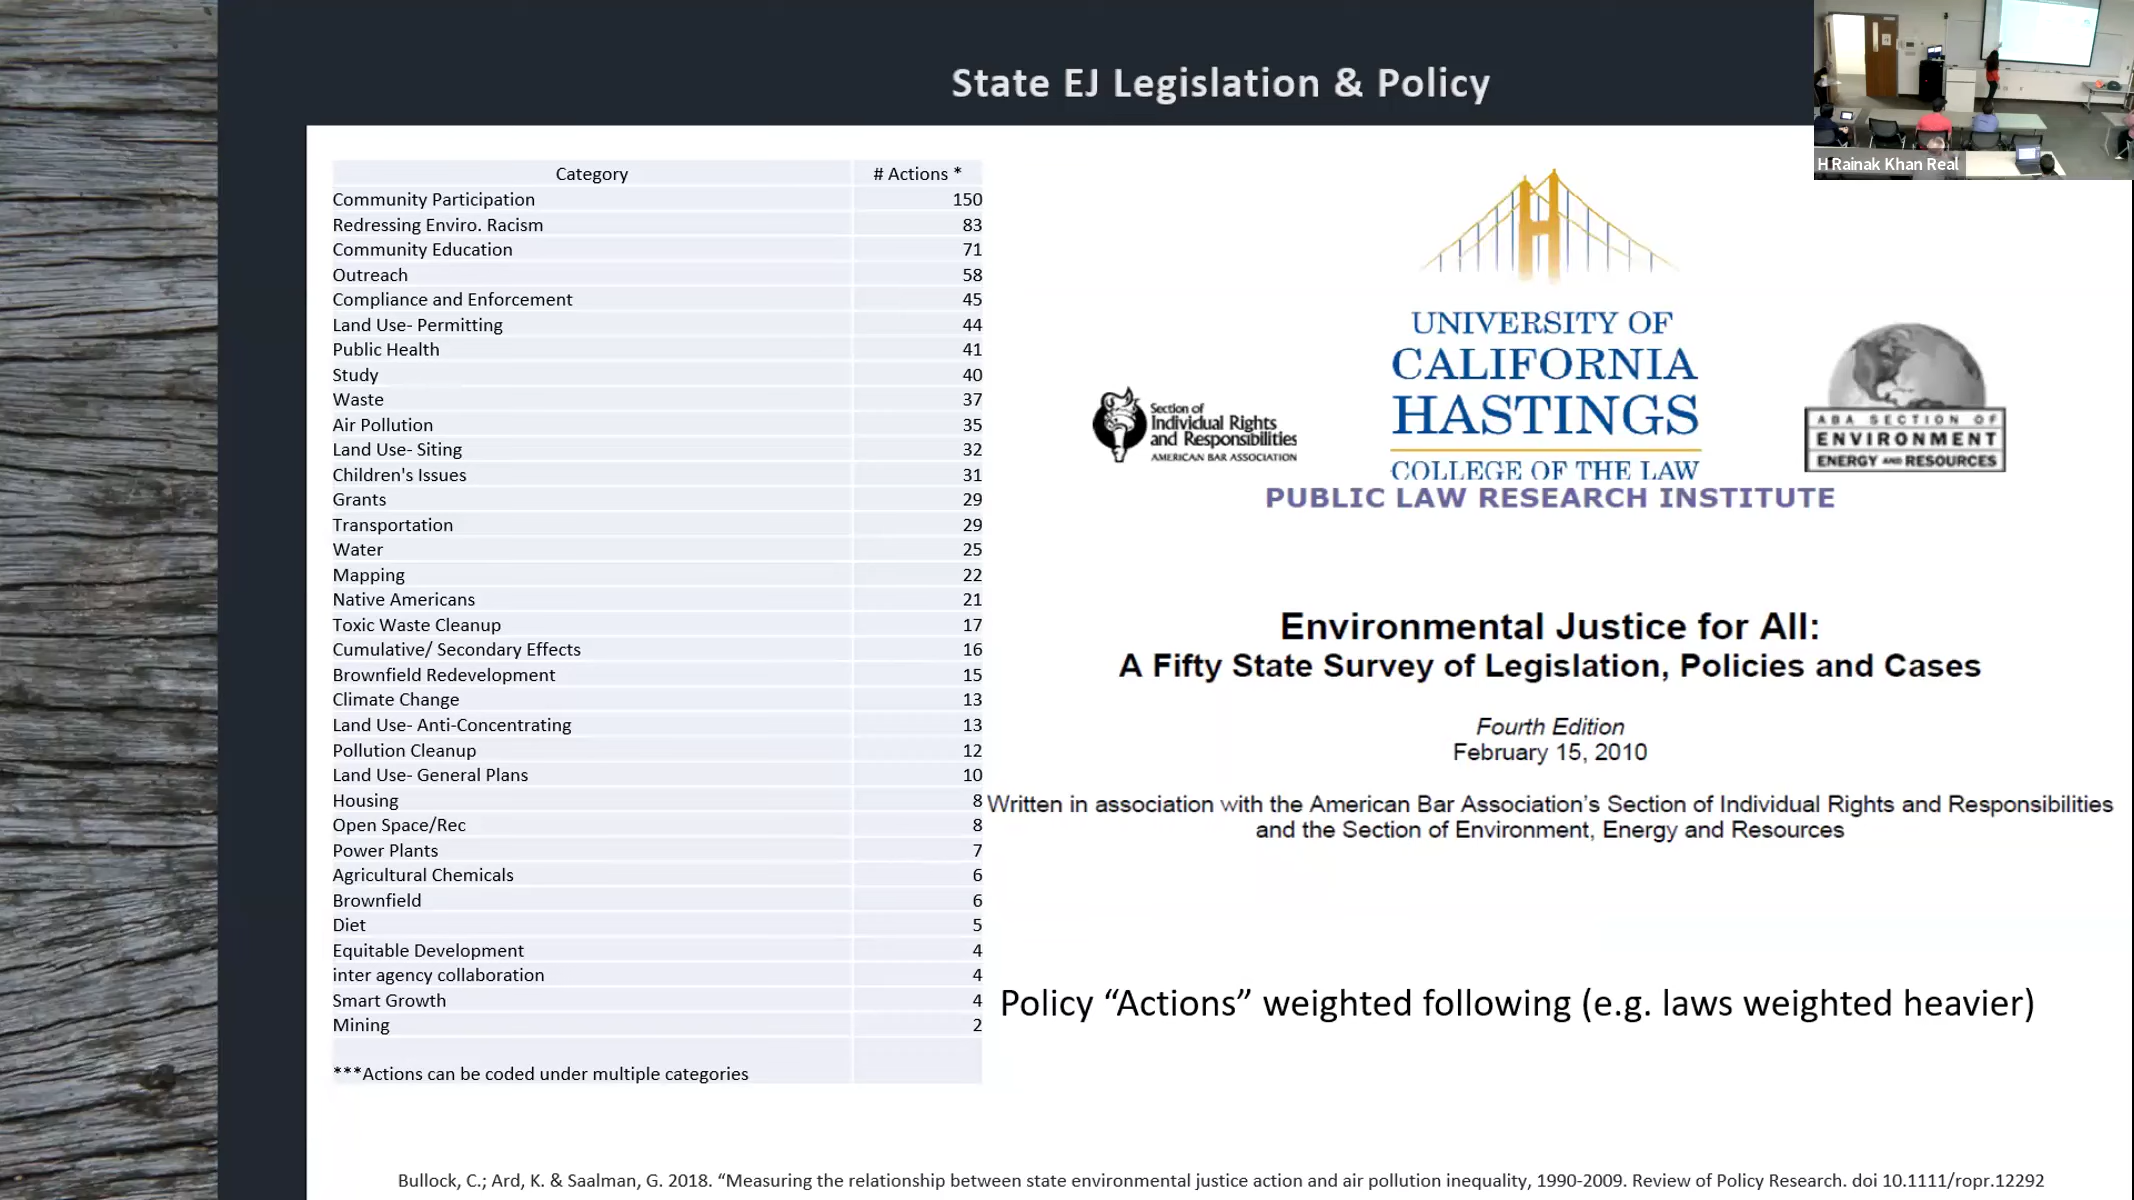 State EJ Legislation & Policy
H Rainak Khan Real
Category # Actions *
Community Participation 150
Redressing Enviro. Racism 83
Community Education 71
Outreach 58
Compliance and Enforcement 45
Land Use- Permitting 44
Public Health 41
Study 40
Waste 37
Air Pollution 35
Land Use- Siting 32
Children's Issues 31
Grants 29
Transportation 29
Water 25
Mapping 22
Native Americans 21
Toxic Waste Cleanup 17
Cumulative/ Secondary Effects 16
Brownfield Redevelopment 15
Climate Change 13
Land Use- Anti-Concentrating 13
Pollution Cleanup 12
Land Use- General Plans 10
Housing 8
Open Space/Rec 8
Power Plants 7
Agricultural Chemicals 6
Brownfield 6
Diet 5
Equitable Development 4
inter agency collaboration 4
Smart Growth 4
Mining 2
***Actions can be coded under multiple categories
Section of
Individual Rights
and Responsibilities
AMERICAN BAR ASSOCIATION
UNIVERSITY OF
CALIFORNIA
HASTINGS
COLLEGE OF THE LAW
PUBLIC LAW RESEARCH INSTITUTE
ABA SECTION OF
ENVIRONMENT
ENERGY AND RESOURCES
Environmental Justice for All:
A Fifty State Survey of Legislation, Policies and Cases
Fourth Edition
February 15, 2010
Written in association with the American Bar Association's Section of Individual Rights and Responsibilities
and the Section of Environment, Energy and Resources
Policy “Actions” weighted following (e.g. laws weighted heavier)
Bullock, C.; Ard, K. & Saalman, G. 2018. “Measuring the relationship between state environmental justice action and air pollution inequality, 1990-2009. Review of Policy Research. doi 10.1111/ropr.12292